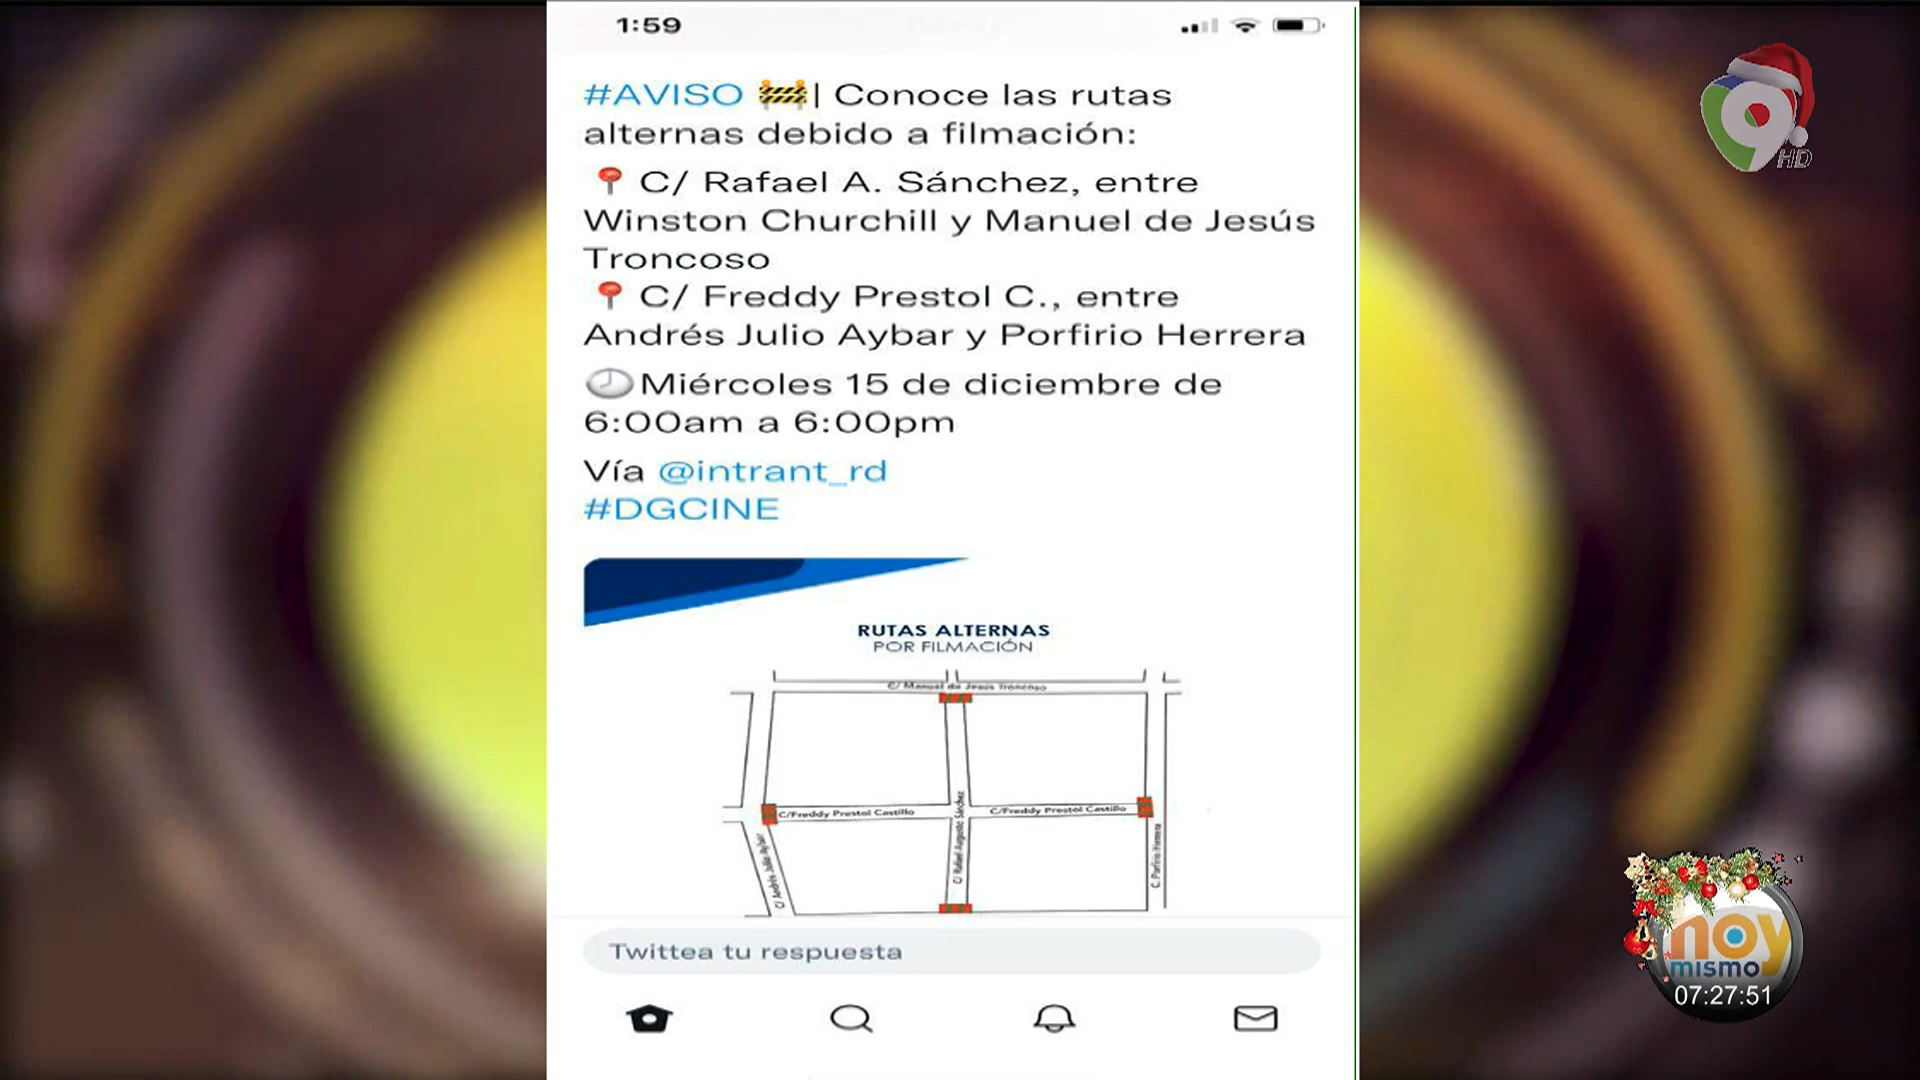 1:59
#AVISO 🚧| Conoce las rutas
alternas debido a filmación:
📍 C/ Rafael A. Sánchez, entre
Winston Churchill y Manuel de Jesús
Troncoso
📍 C/ Freddy Prestol C., entre
Andrés Julio Aybar y Porfirio Herrera
🕗Miércoles 15 de diciembre de
6:00am a 6:00pm
Vía @intrant_rd
#DGCINE
RUTAS ALTERNAS
POR FILMACIÓN
C/ Manuel de Jesús Troncoso
C/Freddy Prestol Castillo
C/Freddy Prestol Castillo
C/ Andrés Julio Aybar
C/ Rafael Augusto Sánchez
C. Porfirio Herrera
Twittea tu respuesta
9
HD
hoy
mismo
07:27:51